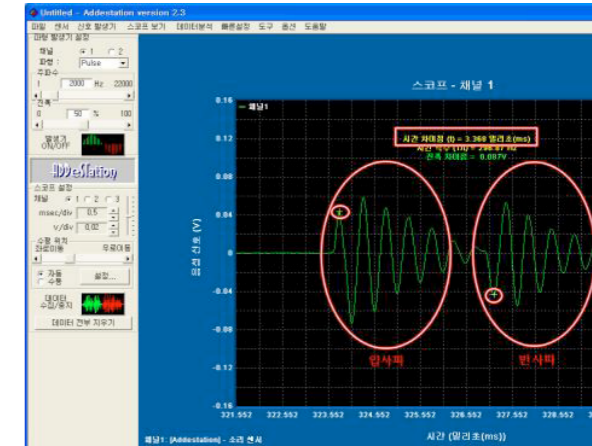 Untitled - Addestation version 2.3
파일 센서 신호 발생기 스코프 보기 데이터분석 빠른설정 도구 옵션 도움말
파형 발생기 설정
채널 1 2
파형 : Pulse
주파수
1 2000 Hz 22000
진폭
0 50 % 100
발생기
ON/OFF
Addestation
스코프 설정
채널 1 2 3
msec/div 0.5
v/div 0.02
수평 위치
좌로이동 우로이동
자동
수동
설정...
데이터
수집/중지
데이터 전부 지우기
스코프 - 채널 1
채널1
시간 차이점 (t) = 3.360 밀리초(ms)
진폭 차이점 = 0.087V
0.16
0.12
0.08
0.04
0
-0.04
-0.08
-0.12
-0.16
음성 신호 (V)
입사파
반사파
321.552 322.552 323.552 324.552 325.552 326.552 327.552 328.552
시간 (밀리초(ms))
채널1: [Addestation] - 소리 센서